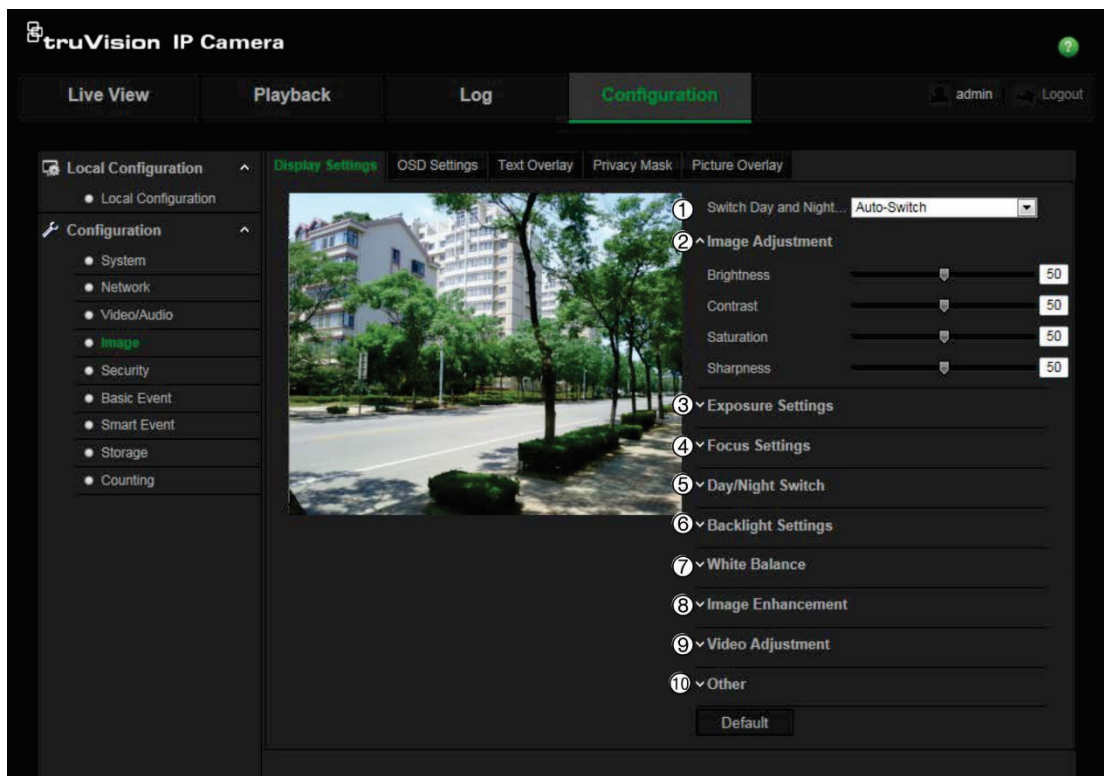 truVision IP Camera
?
Live View
Playback
Log
Configuration
admin
Logout
Local Configuration
Local Configuration
Configuration
System
Network
Video/Audio
Image
Security
Basic Event
Smart Event
Storage
Counting
Display Settings
OSD Settings
Text Overlay
Privacy Mask
Picture Overlay
1 Switch Day and Night... Auto-Switch
2 Image Adjustment
Brightness 50
Contrast 50
Saturation 50
Sharpness 50
3 Exposure Settings
4 Focus Settings
5 Day/Night Switch
6 Backlight Settings
7 White Balance
8 Image Enhancement
9 Video Adjustment
10 Other
Default